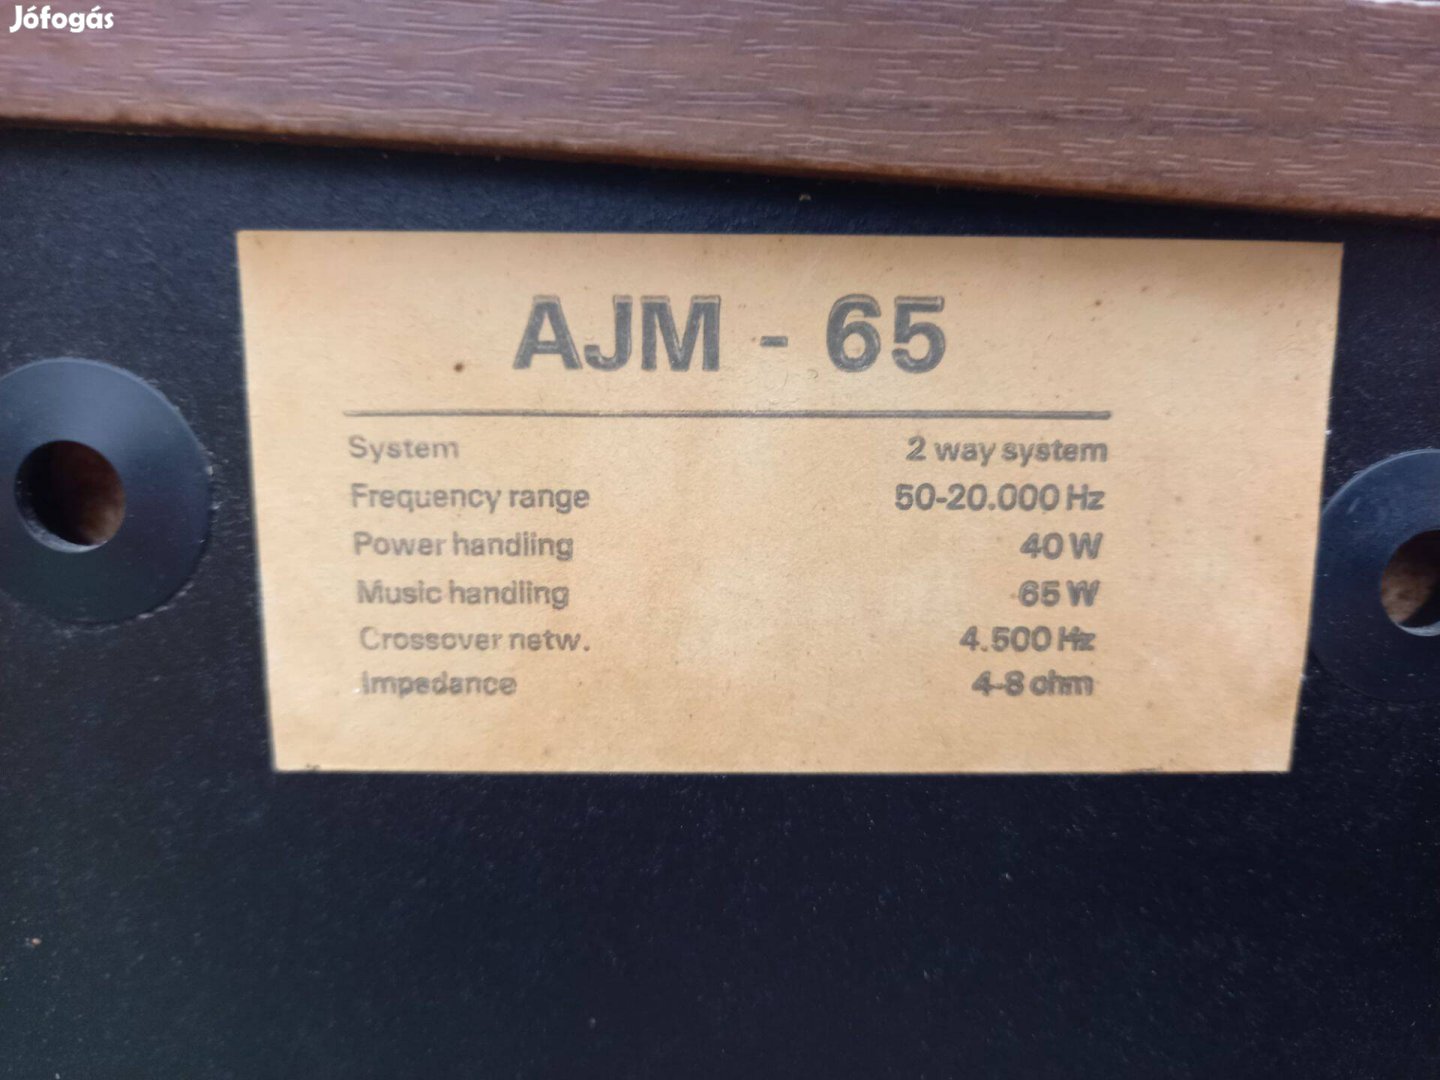 Jófogás
AJM - 65
System 2 way system
Frequency range 50-20.000 Hz
Power handling 40 W
Music handling 65 W
Crossover netw. 4.500 Hz
Impedance 4-8 ohm